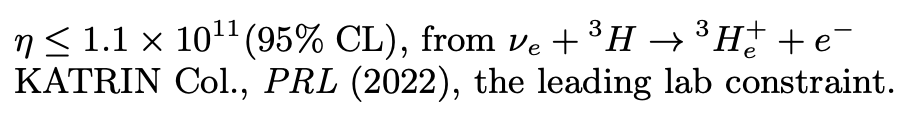 η ≤ 1.1 × 10¹¹(95% CL), from νₑ + ³H → ³Hₑ⁺ + e⁻
KATRIN Col., PRL (2022), the leading lab constraint.